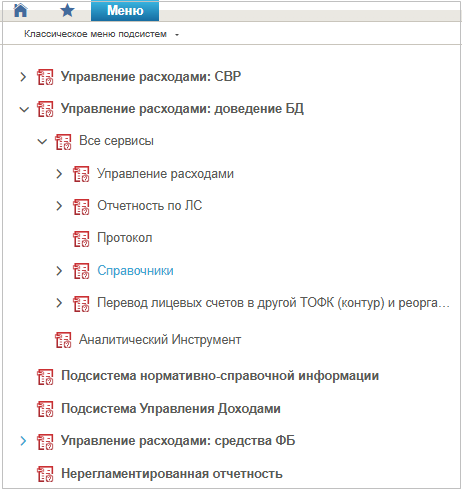 Меню
Классическое меню подсистем
Управление расходами: СВР
Управление расходами: доведение БД
Все сервисы
Управление расходами
Отчетность по ЛС
Протокол
Справочники
Перевод лицевых счетов в другой ТОФК (контур) и реорга...
Аналитический Инструмент
Подсистема нормативно-справочной информации
Подсистема Управления Доходами
Управление расходами: средства ФБ
Нерегламентированная отчетность